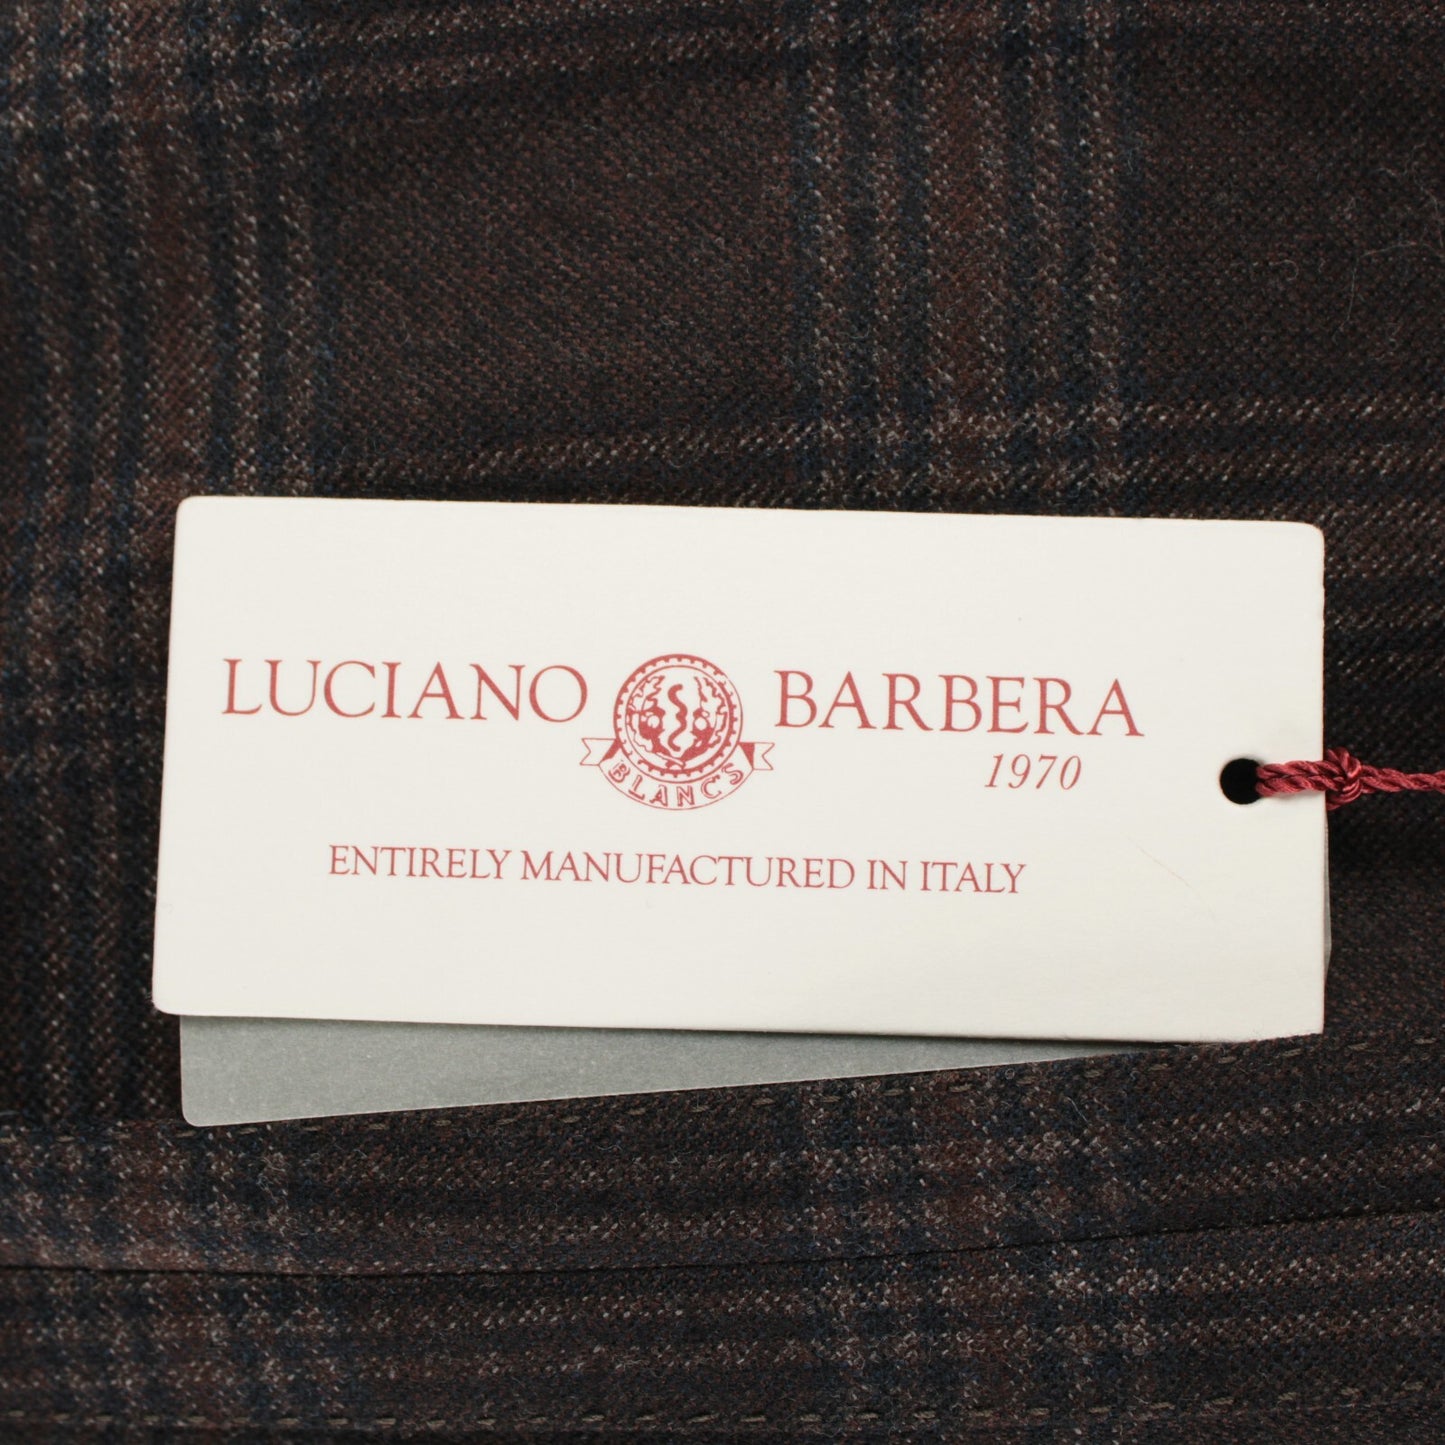 LUCIANO BARBERA
BLANC'S
1970
ENTIRELY MANUFACTURED IN ITALY